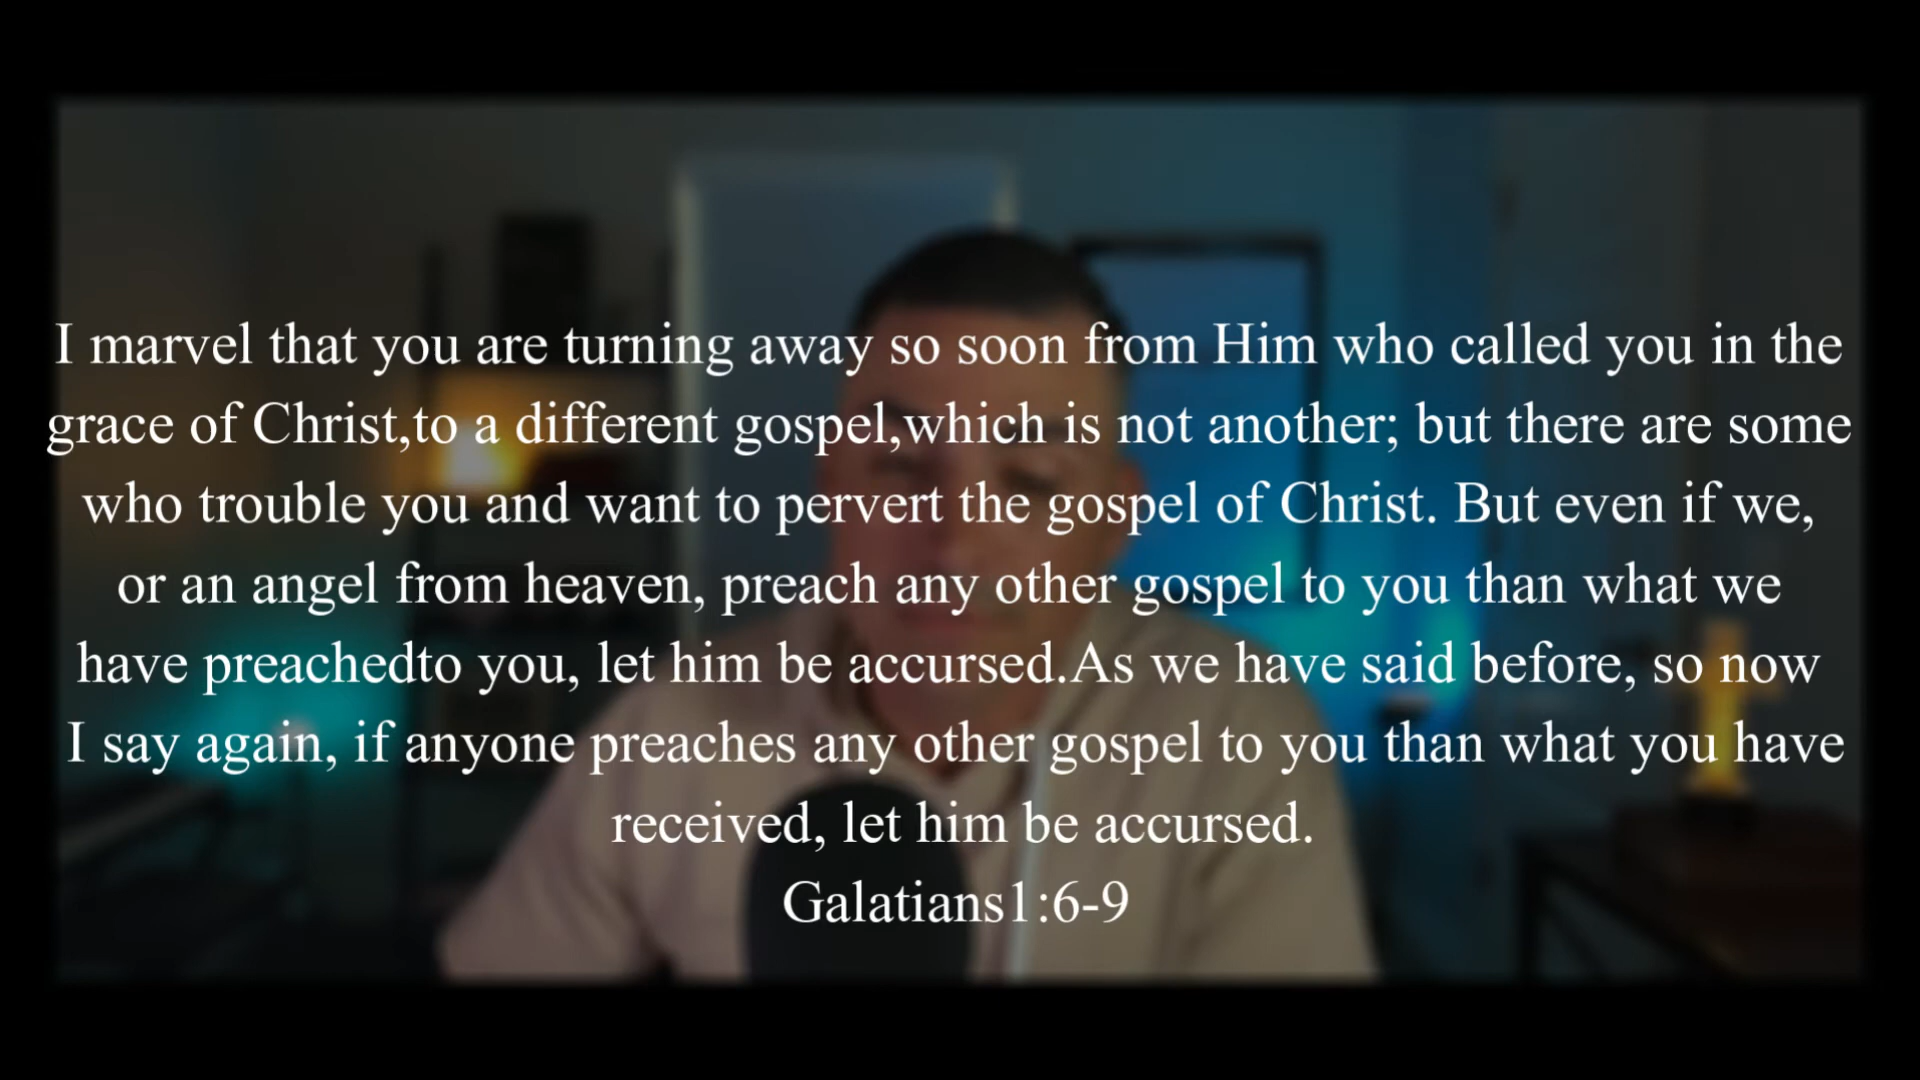 I marvel that you are turning away so soon from Him who called you in the
grace of Christ,to a different gospel,which is not another; but there are some
who trouble you and want to pervert the gospel of Christ. But even if we,
or an angel from heaven, preach any other gospel to you than what we
have preachedto you, let him be accursed.As we have said before, so now
I say again, if anyone preaches any other gospel to you than what you have
received, let him be accursed.
Galatians1:6-9